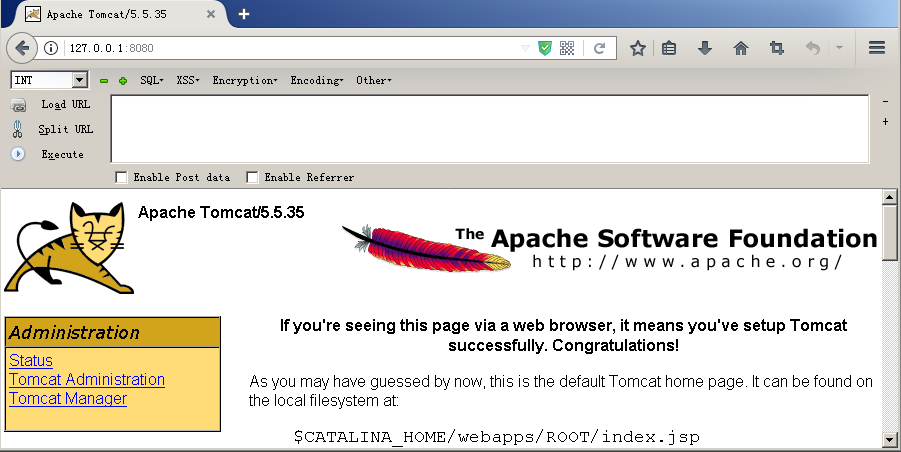 Apache Tomcat/5.5.35
127.0.0.1:8080
INT SQL XSS Encryption Encoding Other
Load URL
Split URL
Execute
Enable Post data Enable Referrer
Apache Tomcat/5.5.35
The Apache Software Foundation
http://www.apache.org/
Administration
Status
Tomcat Administration
Tomcat Manager
If you're seeing this page via a web browser, it means you've setup Tomcat
successfully. Congratulations!
As you may have guessed by now, this is the default Tomcat home page. It can be found on
the local filesystem at:
$CATALINA_HOME/webapps/ROOT/index.jsp